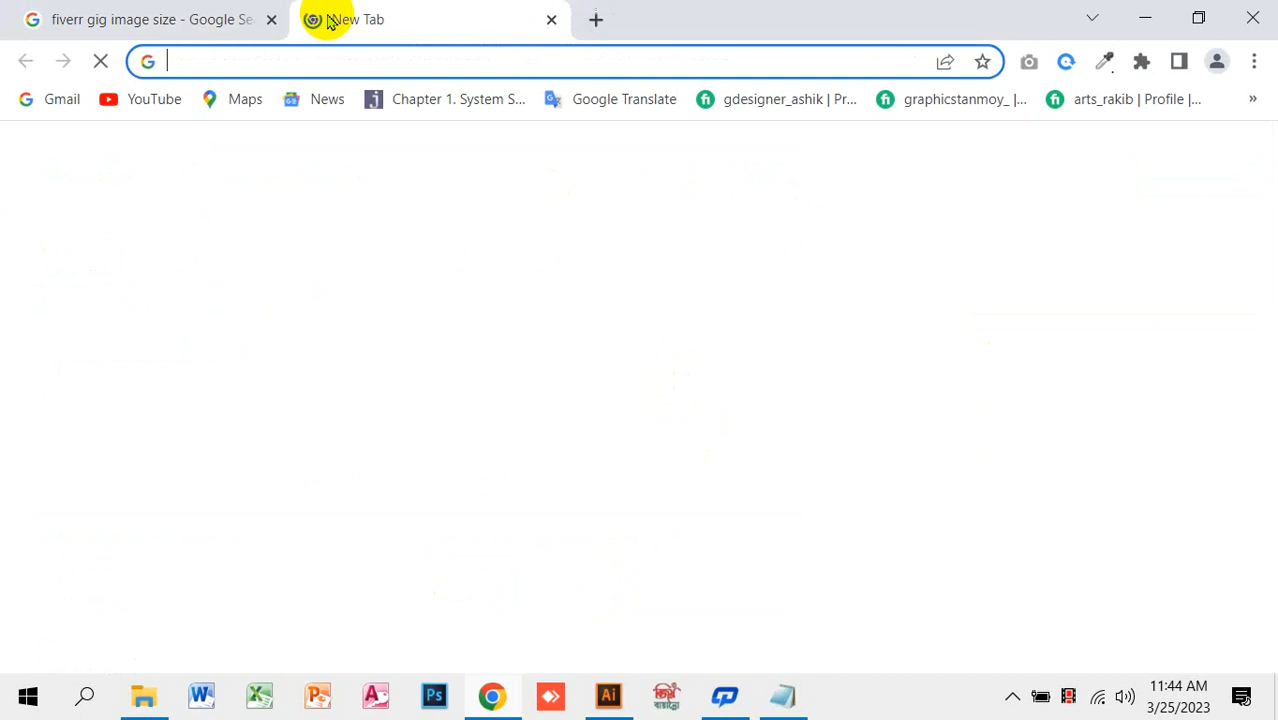 fiverr gig image size - Google Se
New Tab
Gmail
YouTube
Maps
News
Chapter 1. System S...
Google Translate
gdesigner_ashik | Pr...
graphicstanmoy_ | Pr...
arts_rakib | Profile |...
»
11:44 AM
3/25/2023